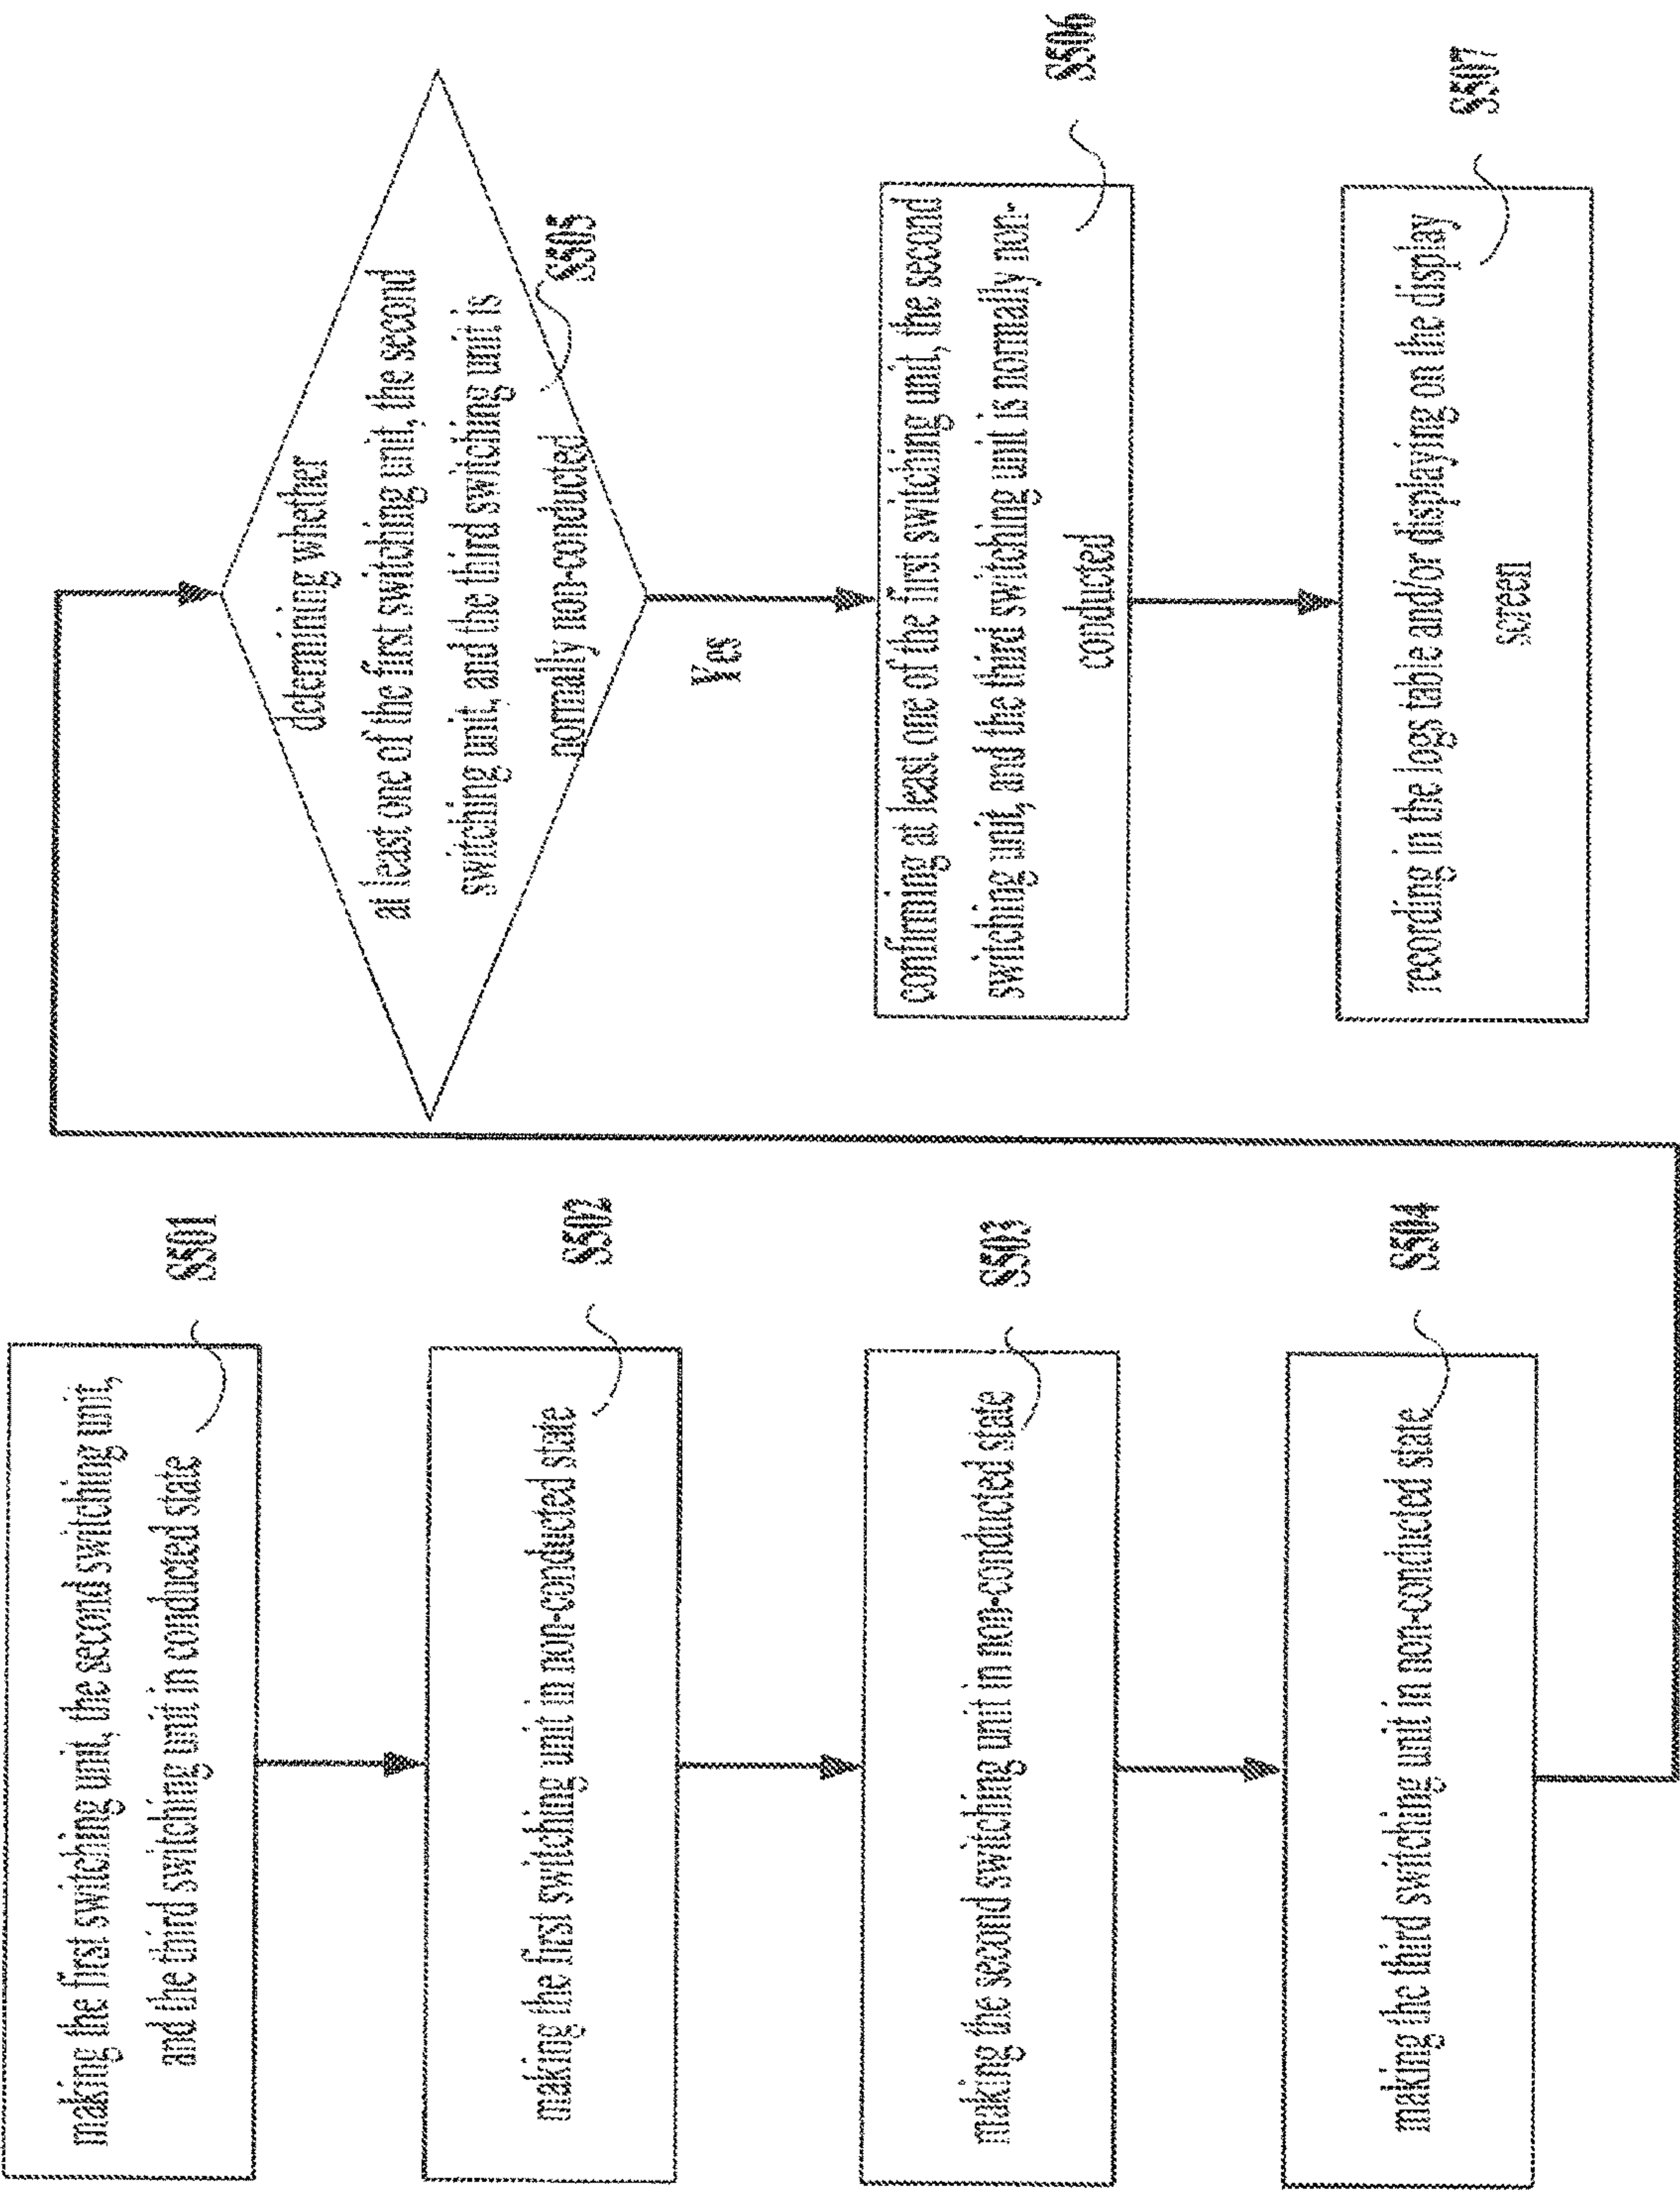 making the first switching unit, the second switching unit,
and the third switching unit in conducted state
S501
making the first switching unit in non-conducted state
S502
making the second switching unit in non-conducted state
S503
making the third switching unit in non-conducted state
S504
determining whether
at least one of the first switching unit, the second
switching unit, and the third switching unit is
normally non-conducted
S505
Yes
confirming at least one of the first switching unit, the second
switching unit, and the third switching unit is normally non-
conducted
S506
recording in the logs table and/or displaying on the display
screen
S507